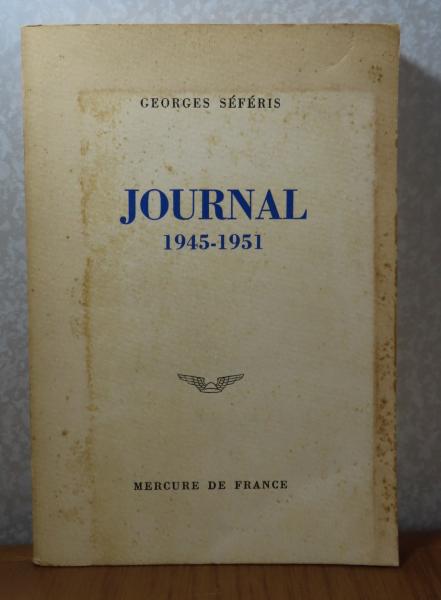 GEORGES SÉFÉRIS
JOURNAL
1945-1951
MERCURE DE FRANCE